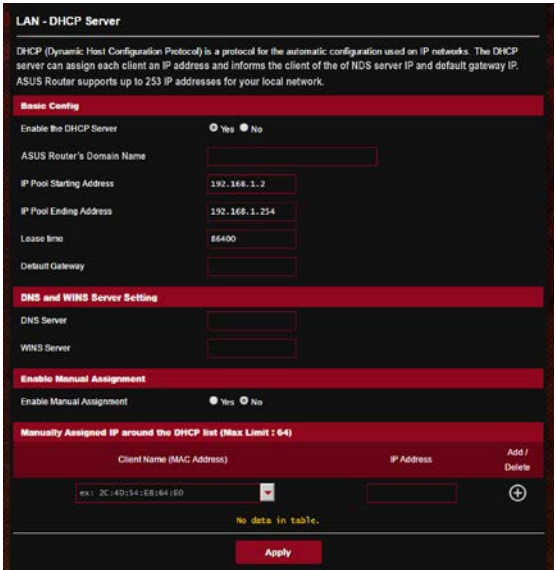 LAN - DHCP Server
DHCP (Dynamic Host Configuration Protocol) is a protocol for the automatic configuration used on IP networks. The DHCP
server can assign each client an IP address and informs the client of the of NDS server IP and default gateway IP.
ASUS Router supports up to 253 IP addresses for your local network.
Basic Config
Enable the DHCP Server Yes No
ASUS Router's Domain Name
IP Pool Starting Address 192.168.1.2
IP Pool Ending Address 192.168.1.254
Lease time 86400
Default Gateway
DNS and WINS Server Setting
DNS Server
WINS Server
Enable Manual Assignment
Enable Manual Assignment Yes No
Manually Assigned IP around the DHCP list (Max Limit : 64)
Client Name (MAC Address) IP Address Add / Delete
ex: 2C:4D:54:E8:64:E0
No data in table.
Apply